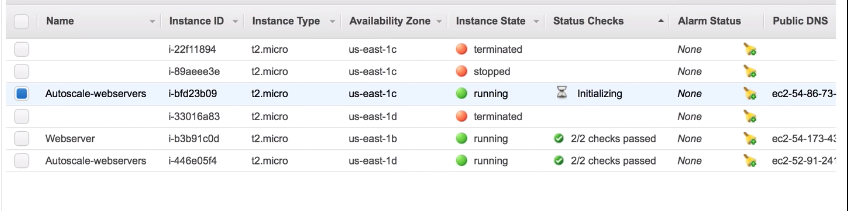 Name Instance ID Instance Type Availability Zone Instance State Status Checks Alarm Status Public DNS
i-22f11894 t2.micro us-east-1c terminated None
i-89aeee3e t2.micro us-east-1c stopped None
Autoscale-webservers i-bfd23b09 t2.micro us-east-1c running Initializing None ec2-54-86-73-
i-33016a83 t2.micro us-east-1d terminated None
Webserver i-b3b91c0d t2.micro us-east-1b running 2/2 checks passed None ec2-54-173-43
Autoscale-webservers i-446e05f4 t2.micro us-east-1d running 2/2 checks passed None ec2-52-91-241